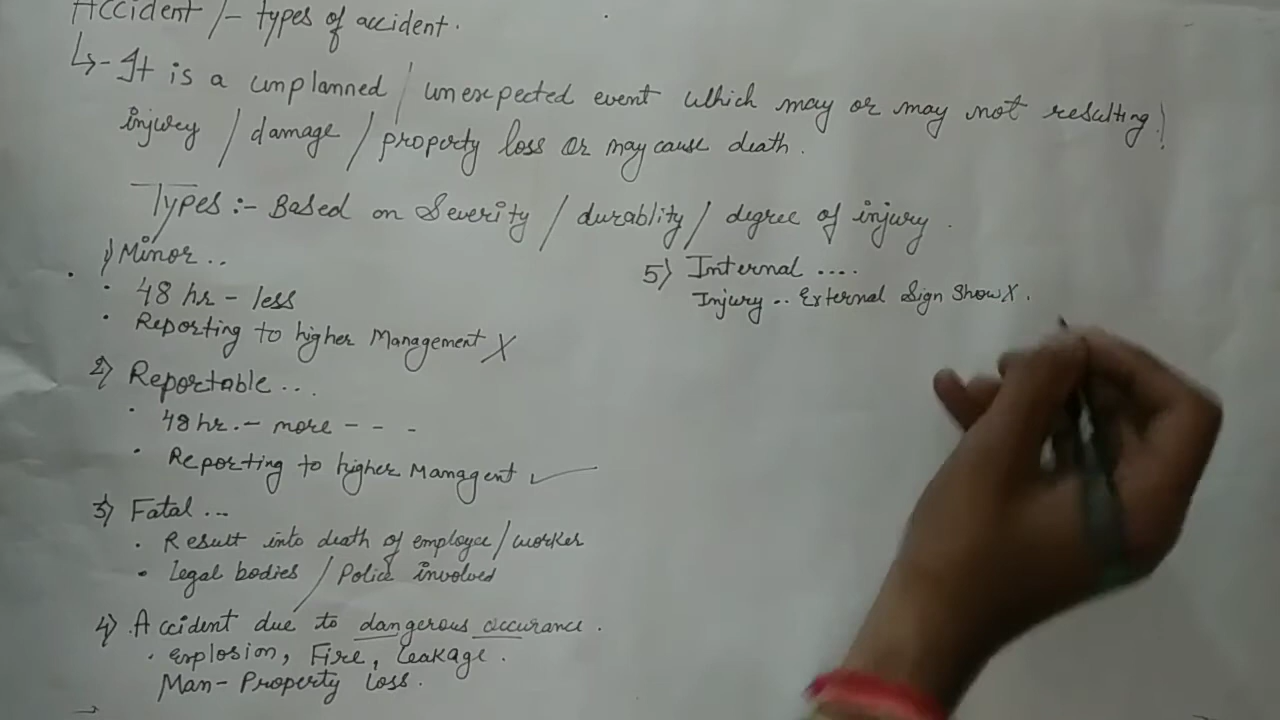 Accident /- types of accident.
↳- It is a unplanned / unexpected event which may or may not resulting /
injury / damage / property loss or may cause death.
Types :- Based on Severity / durablity / degree of injury.
1) Minor..
• 48 hr - less
• Reporting to higher Management X
2) Reportable...
• 48 hr. - more - - -
• Reporting to higher Managent ✓
3) Fatal...
• Result into death of employee/worker
• legal bodies / Police involved
4) Accident due to dangerous occurance.
• Explosion, Fire, Leakage.
Man- Property loss.
5) Internal ....
Injury .. External Sign Show X.